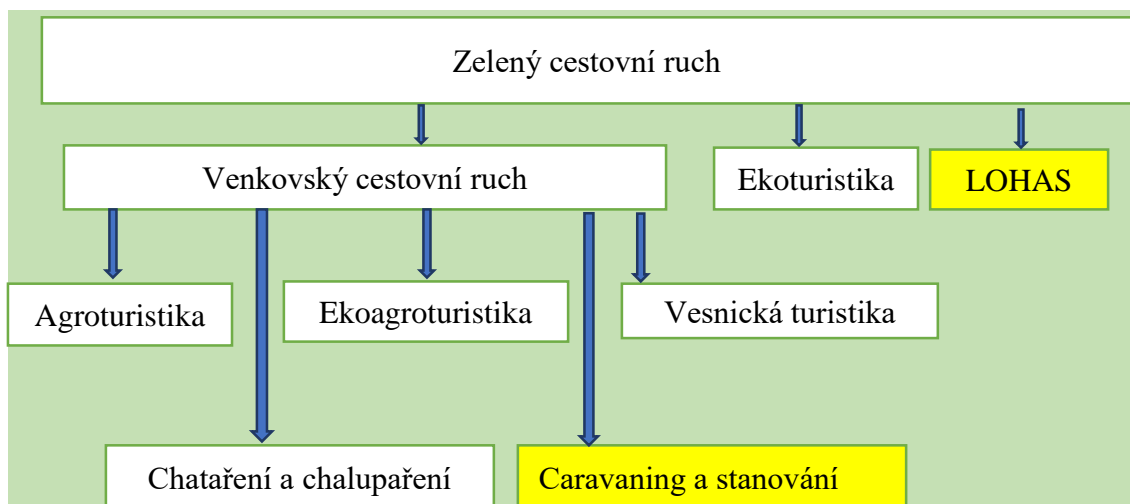 Zelený cestovní ruch
Venkovský cestovní ruch
Ekoturistika
LOHAS
Agroturistika
Ekoagroturistika
Vesnická turistika
Chataření a chalupaření
Caravaning a stanování